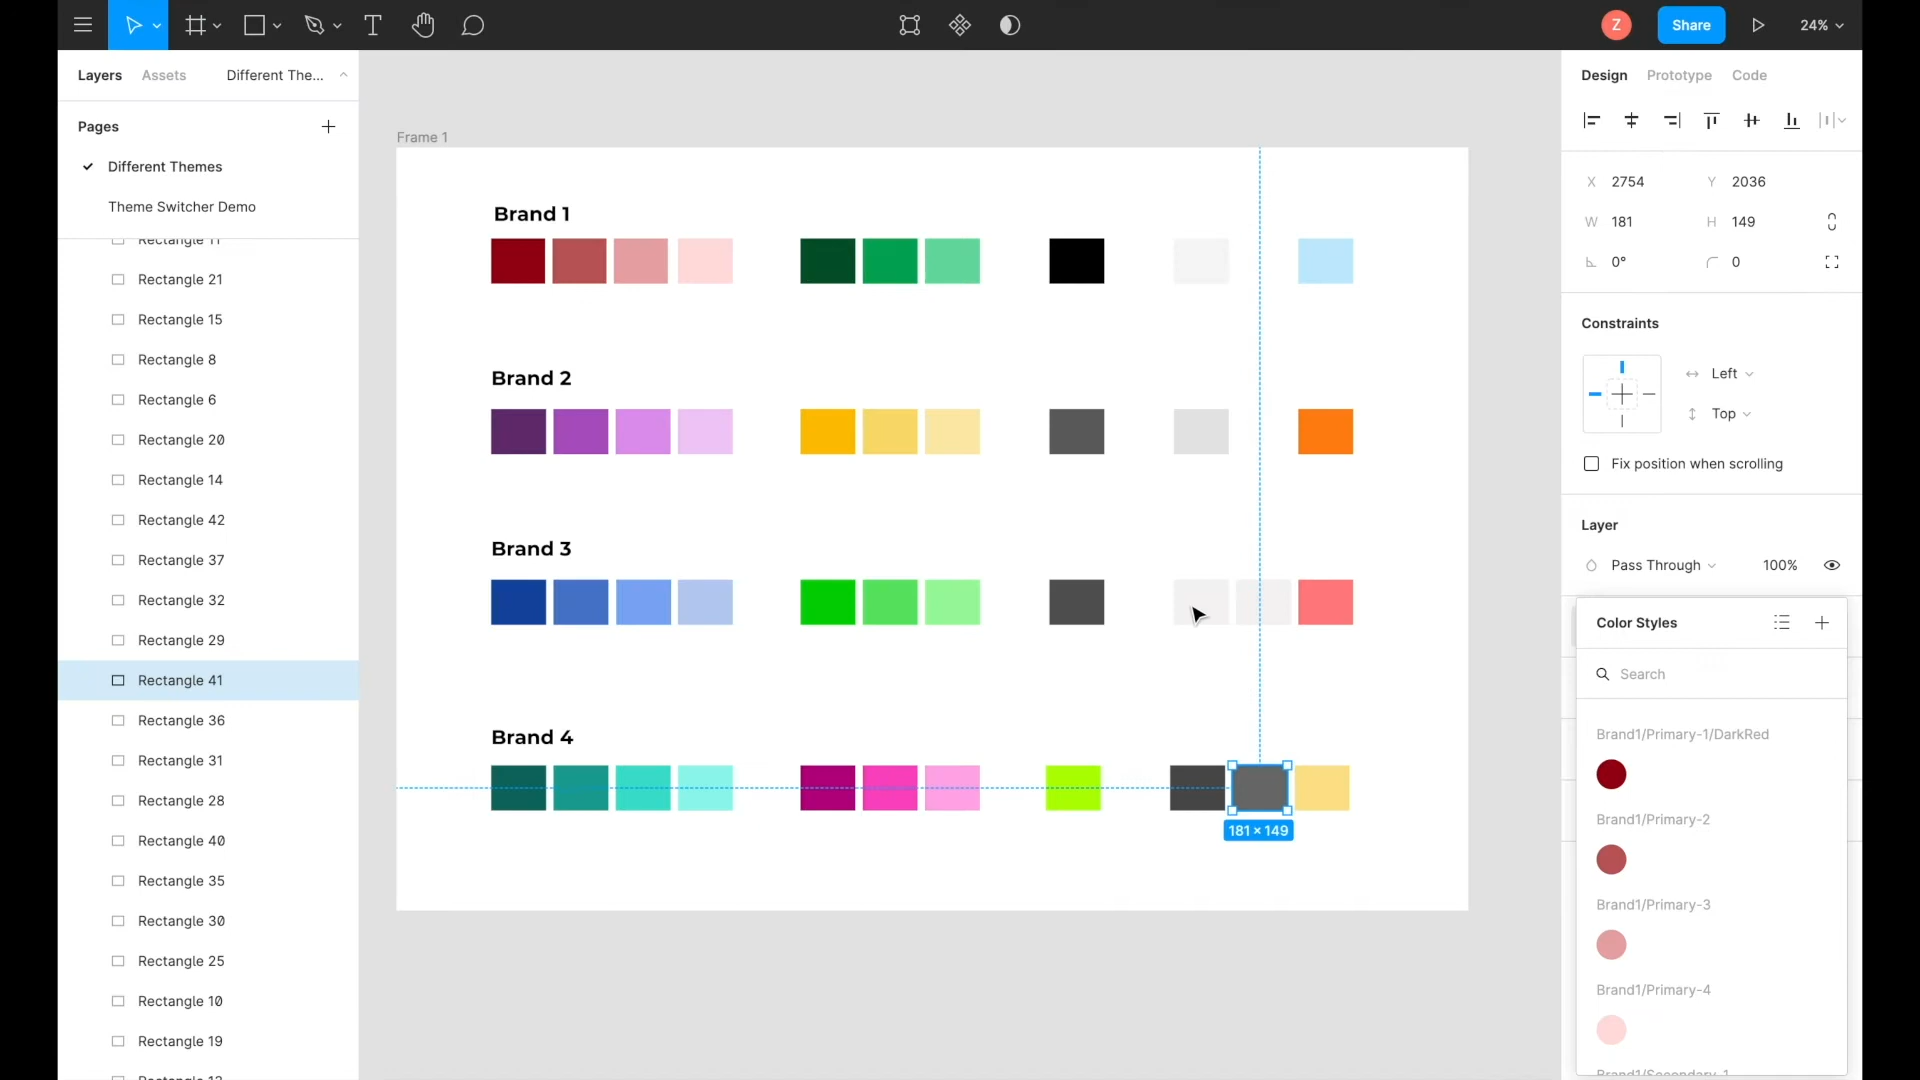 Z
Share
24%
Layers
Assets
Different The...
Pages
Different Themes
Theme Switcher Demo
Rectangle 11
Rectangle 21
Rectangle 15
Rectangle 8
Rectangle 6
Rectangle 20
Rectangle 14
Rectangle 42
Rectangle 37
Rectangle 32
Rectangle 29
Rectangle 41
Rectangle 36
Rectangle 31
Rectangle 28
Rectangle 40
Rectangle 35
Rectangle 30
Rectangle 25
Rectangle 10
Rectangle 19
Frame 1
Brand 1
Brand 2
Brand 3
Brand 4
181 × 149
Design
Prototype
Code
X 2754
Y 2036
W 181
H 149
0°
0
Constraints
Left
Top
Fix position when scrolling
Layer
Pass Through
100%
Color Styles
Search
Brand1/Primary-1/DarkRed
Brand1/Primary-2
Brand1/Primary-3
Brand1/Primary-4
Brand1/Secondary-1